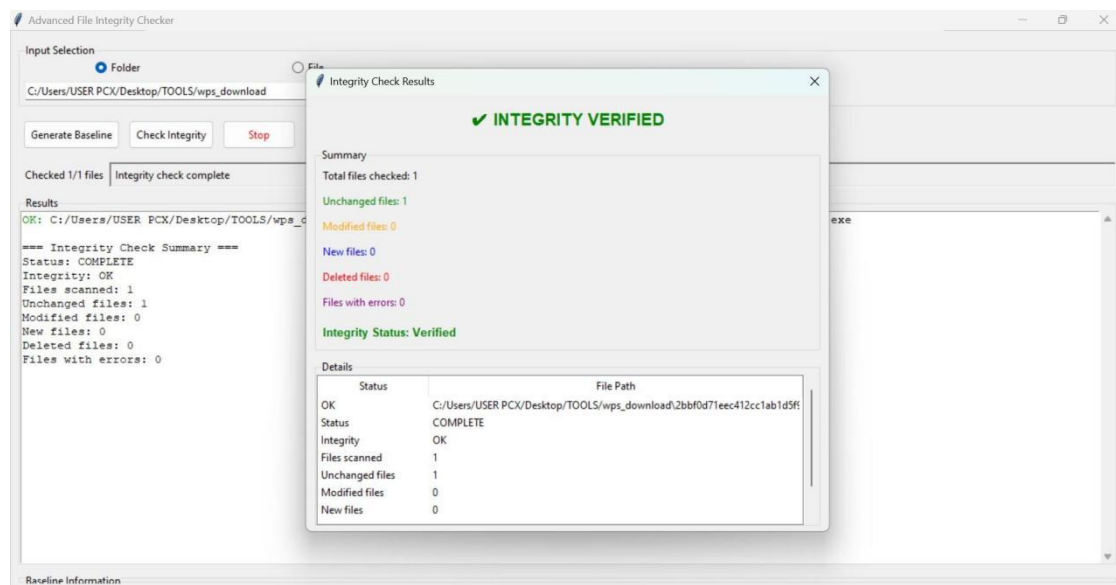 Advanced File Integrity Checker
Input Selection
Folder
File
C:/Users/USER PCX/Desktop/TOOLS/wps_download
Generate Baseline Check Integrity Stop
Checked 1/1 files Integrity check complete
Results
OK: C:/Users/USER PCX/Desktop/TOOLS/wps_ exe
=== Integrity Check Summary ===
Status: COMPLETE
Integrity: OK
Files scanned: 1
Unchanged files: 1
Modified files: 0
New files: 0
Deleted files: 0
Files with errors: 0
Baseline Information
Integrity Check Results
✔ INTEGRITY VERIFIED
Summary
Total files checked: 1
Unchanged files: 1
Modified files: 0
New files: 0
Deleted files: 0
Files with errors: 0
Integrity Status: Verified
Details
Status File Path
OK C:/Users/USER PCX/Desktop/TOOLS/wps_download\2bbf0d71eec412cc1ab1d5f9
Status COMPLETE
Integrity OK
Files scanned 1
Unchanged files 1
Modified files 0
New files 0